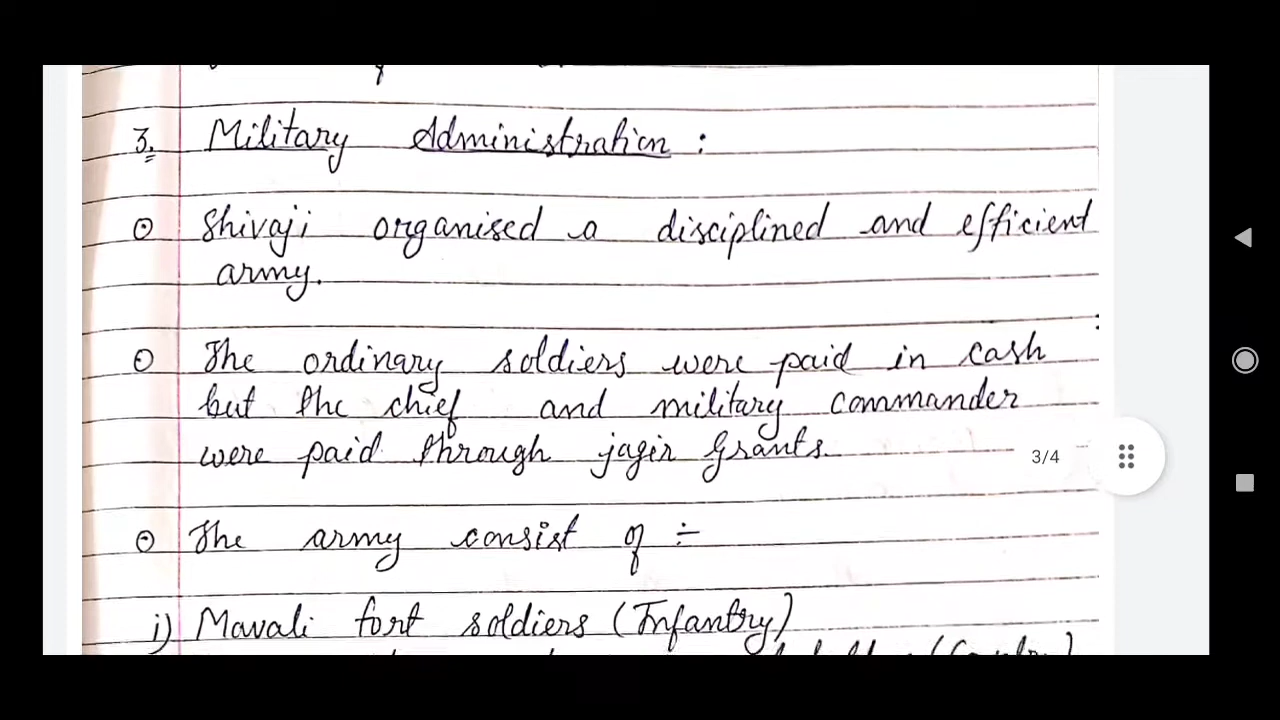 3. Military Administration :
⊙ Shivaji organised a disciplined and efficient
army.
⊙ The ordinary soldiers were paid in cash
but the chief and military commander
were paid through jagir grants.
3/4
⊙ The army consist of ÷
i) Mavali fort soldiers (Infantry)